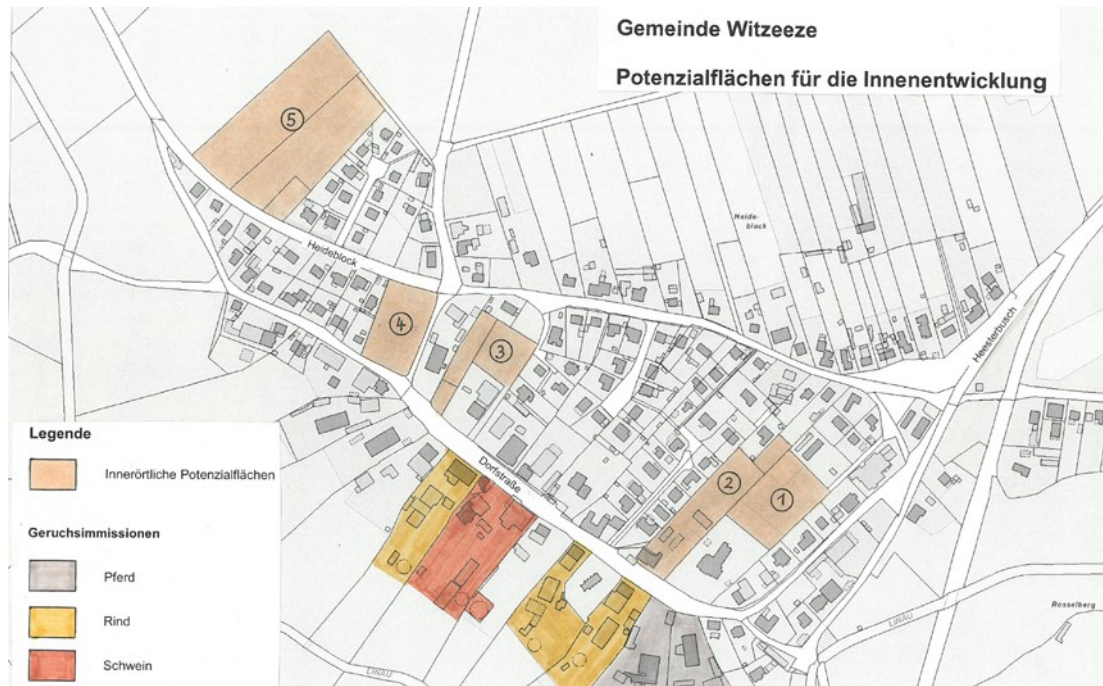 Gemeinde Witzeeze
Potenzialflächen für die Innenentwicklung
5
Heide-
block
Heideblock
4
3
Heesterbusch
Legende
Innerörtliche Potenzialflächen
Dorfstraße
2
1
Geruchsimmissionen
Pferd
Rind
Schwein
Rosselberg
LINAU
LINAU